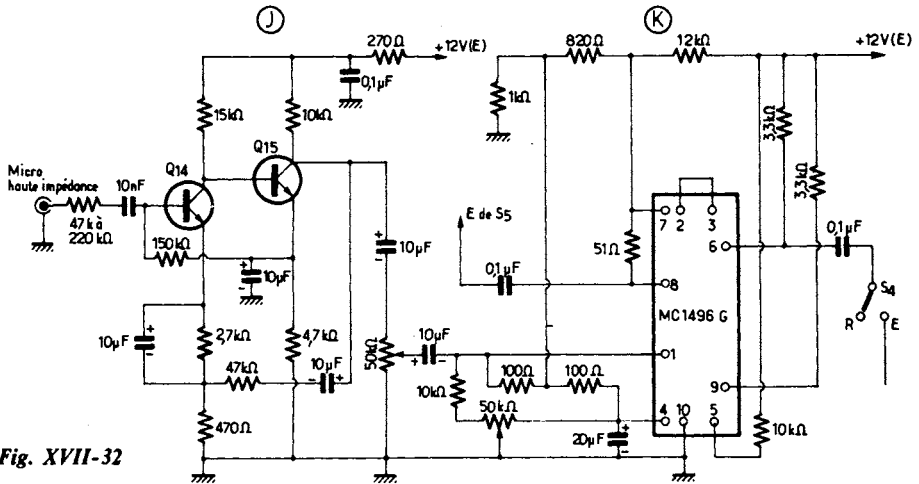 J
K
270Ω
+12V(E)
0,1µF
15kΩ
10kΩ
Q14
Q15
Micro
haute impédance
10nF
47k à
220kΩ
150kΩ
10µF
10µF
10µF
2,7kΩ
4,7kΩ
47kΩ
10µF
470Ω
50kΩ
820Ω
12kΩ
+12V(E)
1kΩ
3,3kΩ
3,3kΩ
E de S5
51Ω
0,1µF
7 2 3
6
8
MC1496 G
1
9
4 10 5
0,1µF
S4
R E
10µF
100Ω 100Ω
10kΩ
50kΩ
20µF
10kΩ
Fig. XVII-32